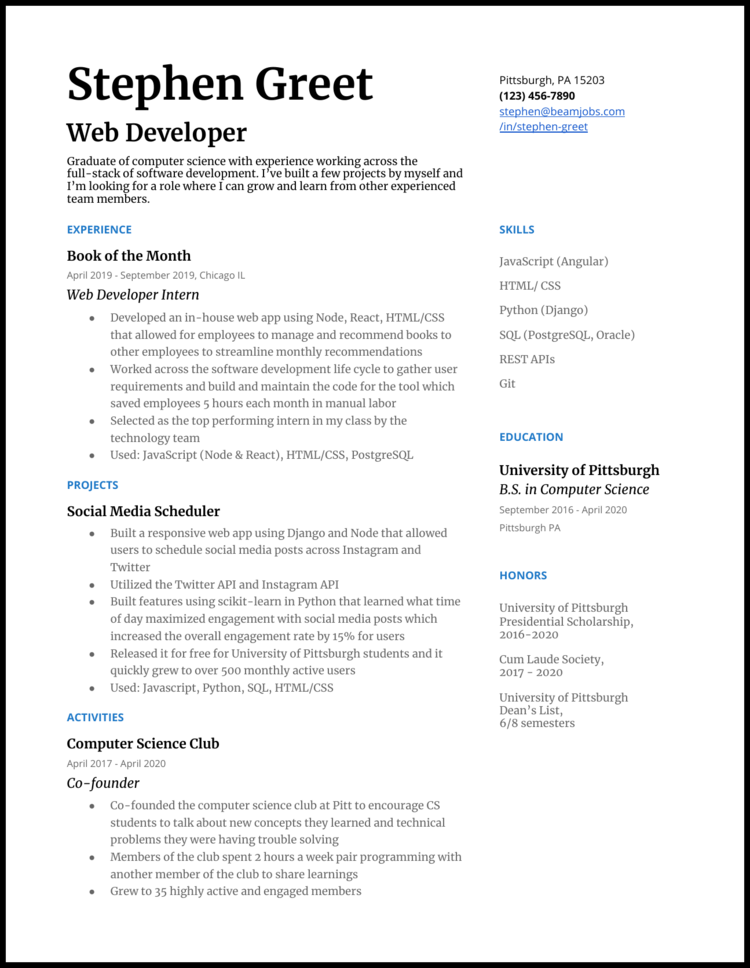 Stephen Greet
Web Developer
Graduate of computer science with experience working across the
full-stack of software development. I've built a few projects by myself and
I'm looking for a role where I can grow and learn from other experienced
team members.
Pittsburgh, PA 15203
(123) 456-7890
stephen@beamjobs.com
/in/stephen-greet
EXPERIENCE
Book of the Month
April 2019 - September 2019, Chicago IL
Web Developer Intern
● Developed an in-house web app using Node, React, HTML/CSS
that allowed for employees to manage and recommend books to
other employees to streamline monthly recommendations
● Worked across the software development life cycle to gather user
requirements and build and maintain the code for the tool which
saved employees 5 hours each month in manual labor
● Selected as the top performing intern in my class by the
technology team
● Used: JavaScript (Node & React), HTML/CSS, PostgreSQL
PROJECTS
Social Media Scheduler
● Built a responsive web app using Django and Node that allowed
users to schedule social media posts across Instagram and
Twitter
● Utilized the Twitter API and Instagram API
● Built features using scikit-learn in Python that learned what time
of day maximized engagement with social media posts which
increased the overall engagement rate by 15% for users
● Released it for free for University of Pittsburgh students and it
quickly grew to over 500 monthly active users
● Used: Javascript, Python, SQL, HTML/CSS
ACTIVITIES
Computer Science Club
April 2017 - April 2020
Co-founder
● Co-founded the computer science club at Pitt to encourage CS
students to talk about new concepts they learned and technical
problems they were having trouble solving
● Members of the club spent 2 hours a week pair programming with
another member of the club to share learnings
● Grew to 35 highly active and engaged members
SKILLS
JavaScript (Angular)
HTML/ CSS
Python (Django)
SQL (PostgreSQL, Oracle)
REST APIs
Git
EDUCATION
University of Pittsburgh
B.S. in Computer Science
September 2016 - April 2020
Pittsburgh PA
HONORS
University of Pittsburgh
Presidential Scholarship,
2016-2020
Cum Laude Society,
2017 - 2020
University of Pittsburgh
Dean's List,
6/8 semesters